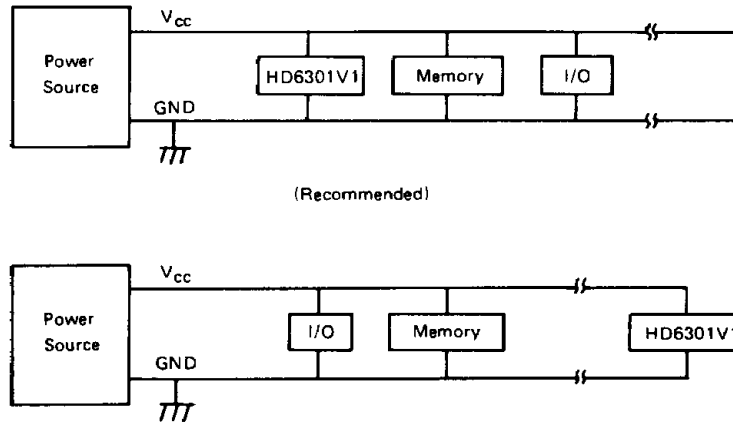 Vcc
Power
Source
HD6301V1
Memory
I/O
GND
(Recommended)
Vcc
Power
Source
I/O
Memory
HD6301V1
GND